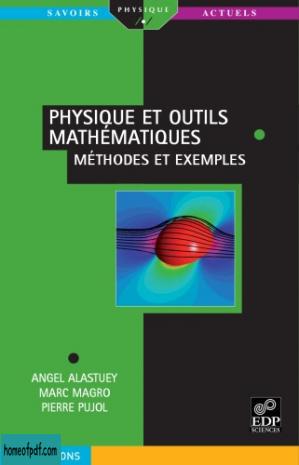 SAVOIRS PHYSIQUE ACTUELS
PHYSIQUE ET OUTILS
MATHÉMATIQUES
MÉTHODES ET EXEMPLES
ANGEL ALASTUEY
MARC MAGRO
PIERRE PUJOL
EDP
SCIENCES
homeofpdf.com
IONS